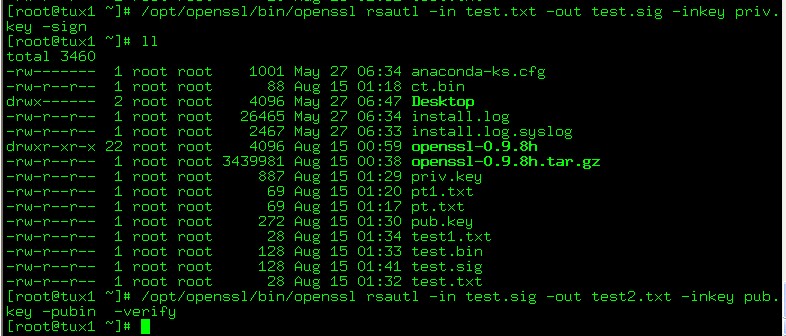 [root@tux1 ~]# /opt/openssl/bin/openssl rsautl -in test.txt -out test.sig -inkey priv.
key -sign
[root@tux1 ~]# ll
total 3460
-rw------- 1 root root 1001 May 27 06:34 anaconda-ks.cfg
-rw-r--r-- 1 root root 88 Aug 15 01:18 ct.bin
drwx------ 2 root root 4096 May 27 06:47 Desktop
-rw-r--r-- 1 root root 26465 May 27 06:34 install.log
-rw-r--r-- 1 root root 2467 May 27 06:33 install.log.syslog
drwxr-xr-x 22 root root 4096 Aug 15 00:59 openssl-0.9.8h
-rw-r--r-- 1 root root 3439981 Aug 15 00:38 openssl-0.9.8h.tar.gz
-rw-r--r-- 1 root root 887 Aug 15 01:29 priv.key
-rw-r--r-- 1 root root 69 Aug 15 01:20 pt1.txt
-rw-r--r-- 1 root root 69 Aug 15 01:17 pt.txt
-rw-r--r-- 1 root root 272 Aug 15 01:30 pub.key
-rw-r--r-- 1 root root 28 Aug 15 01:34 test1.txt
-rw-r--r-- 1 root root 128 Aug 15 01:33 test.bin
-rw-r--r-- 1 root root 128 Aug 15 01:41 test.sig
-rw-r--r-- 1 root root 28 Aug 15 01:32 test.txt
[root@tux1 ~]# /opt/openssl/bin/openssl rsautl -in test.sig -out test2.txt -inkey pub.
key -pubin -verify
[root@tux1 ~]#